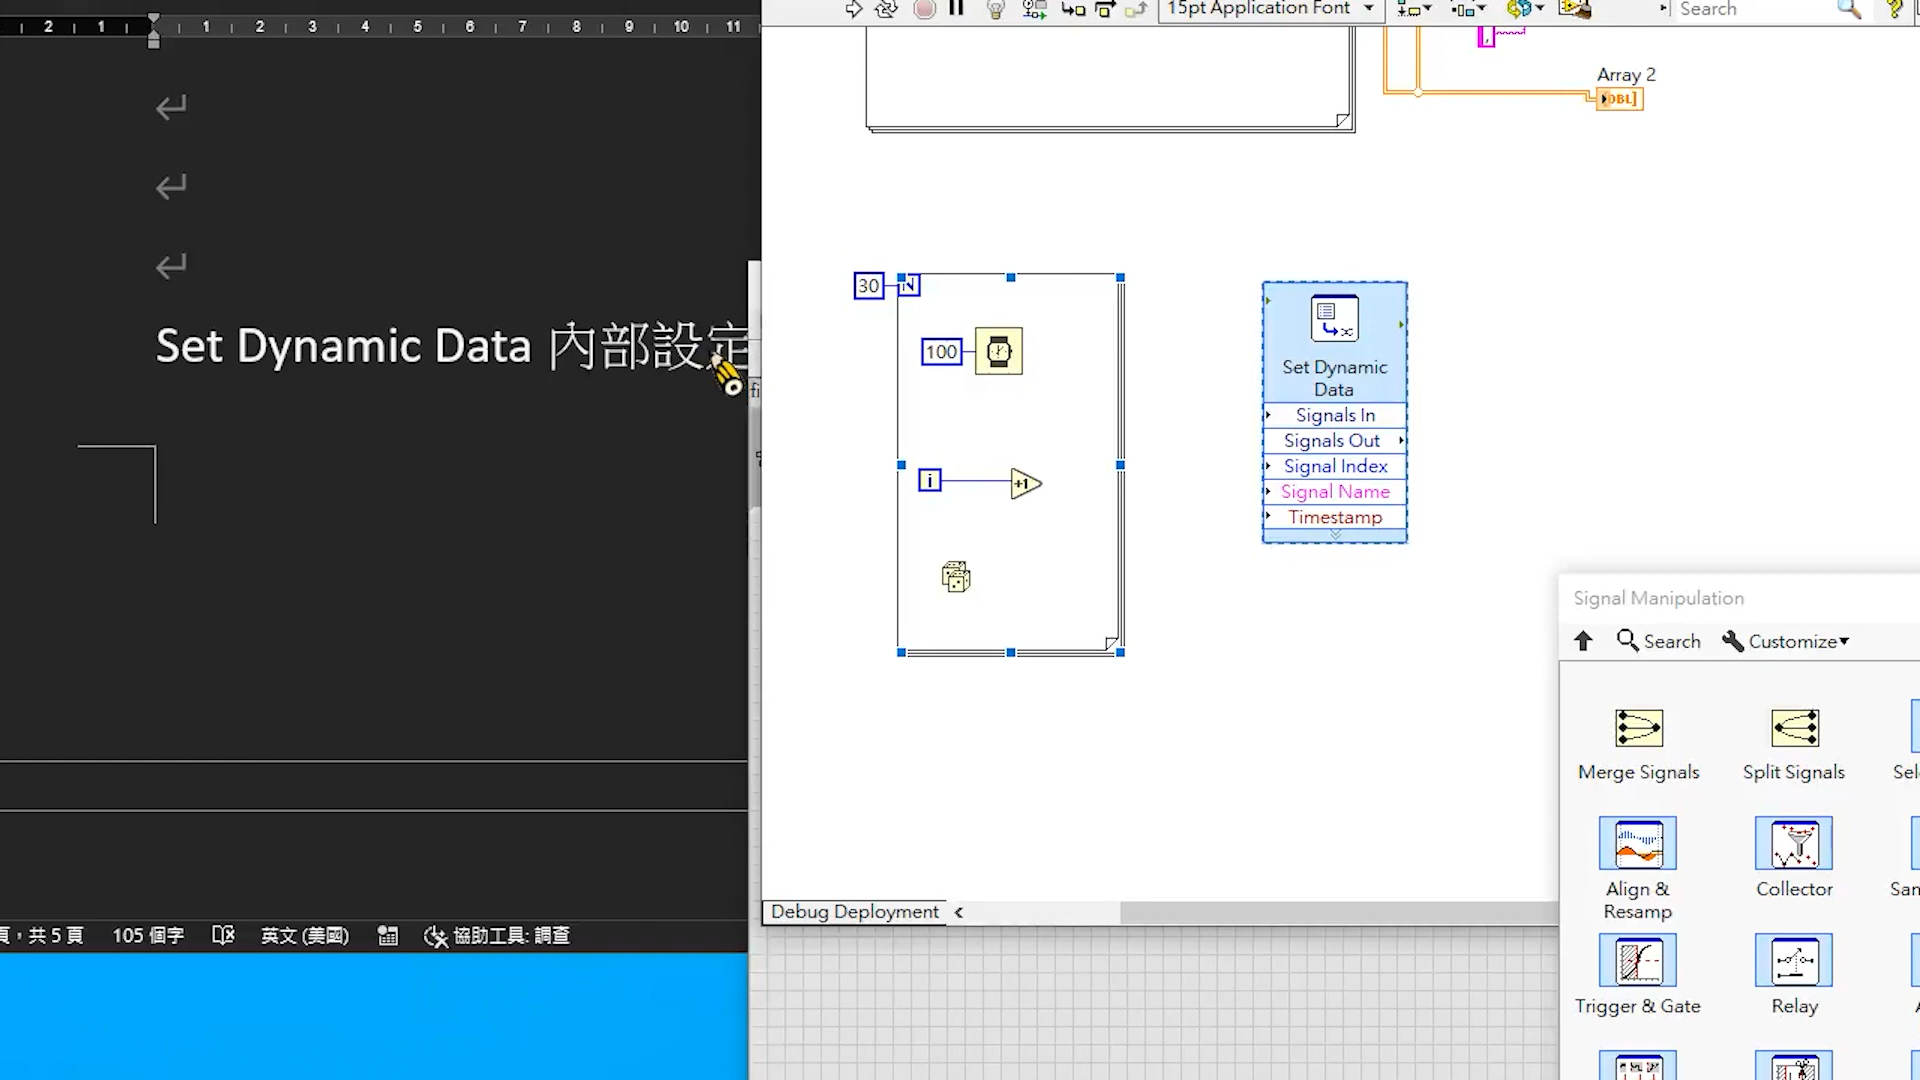 2 1 1 2 3 4 5 6 7 8 9 10 11
Set Dynamic Data 內部設定
頁，共 5 頁 105 個字 英文 (美國) 協助工具: 調查
15pt Application Font
Search
?
Array 2
DBL]
30 N
100
i +1
Set Dynamic
Data
Signals In
Signals Out
Signal Index
Signal Name
Timestamp
Debug Deployment
Signal Manipulation
Search Customize
Merge Signals Split Signals
Align &
Resamp
Collector
Trigger & Gate Relay